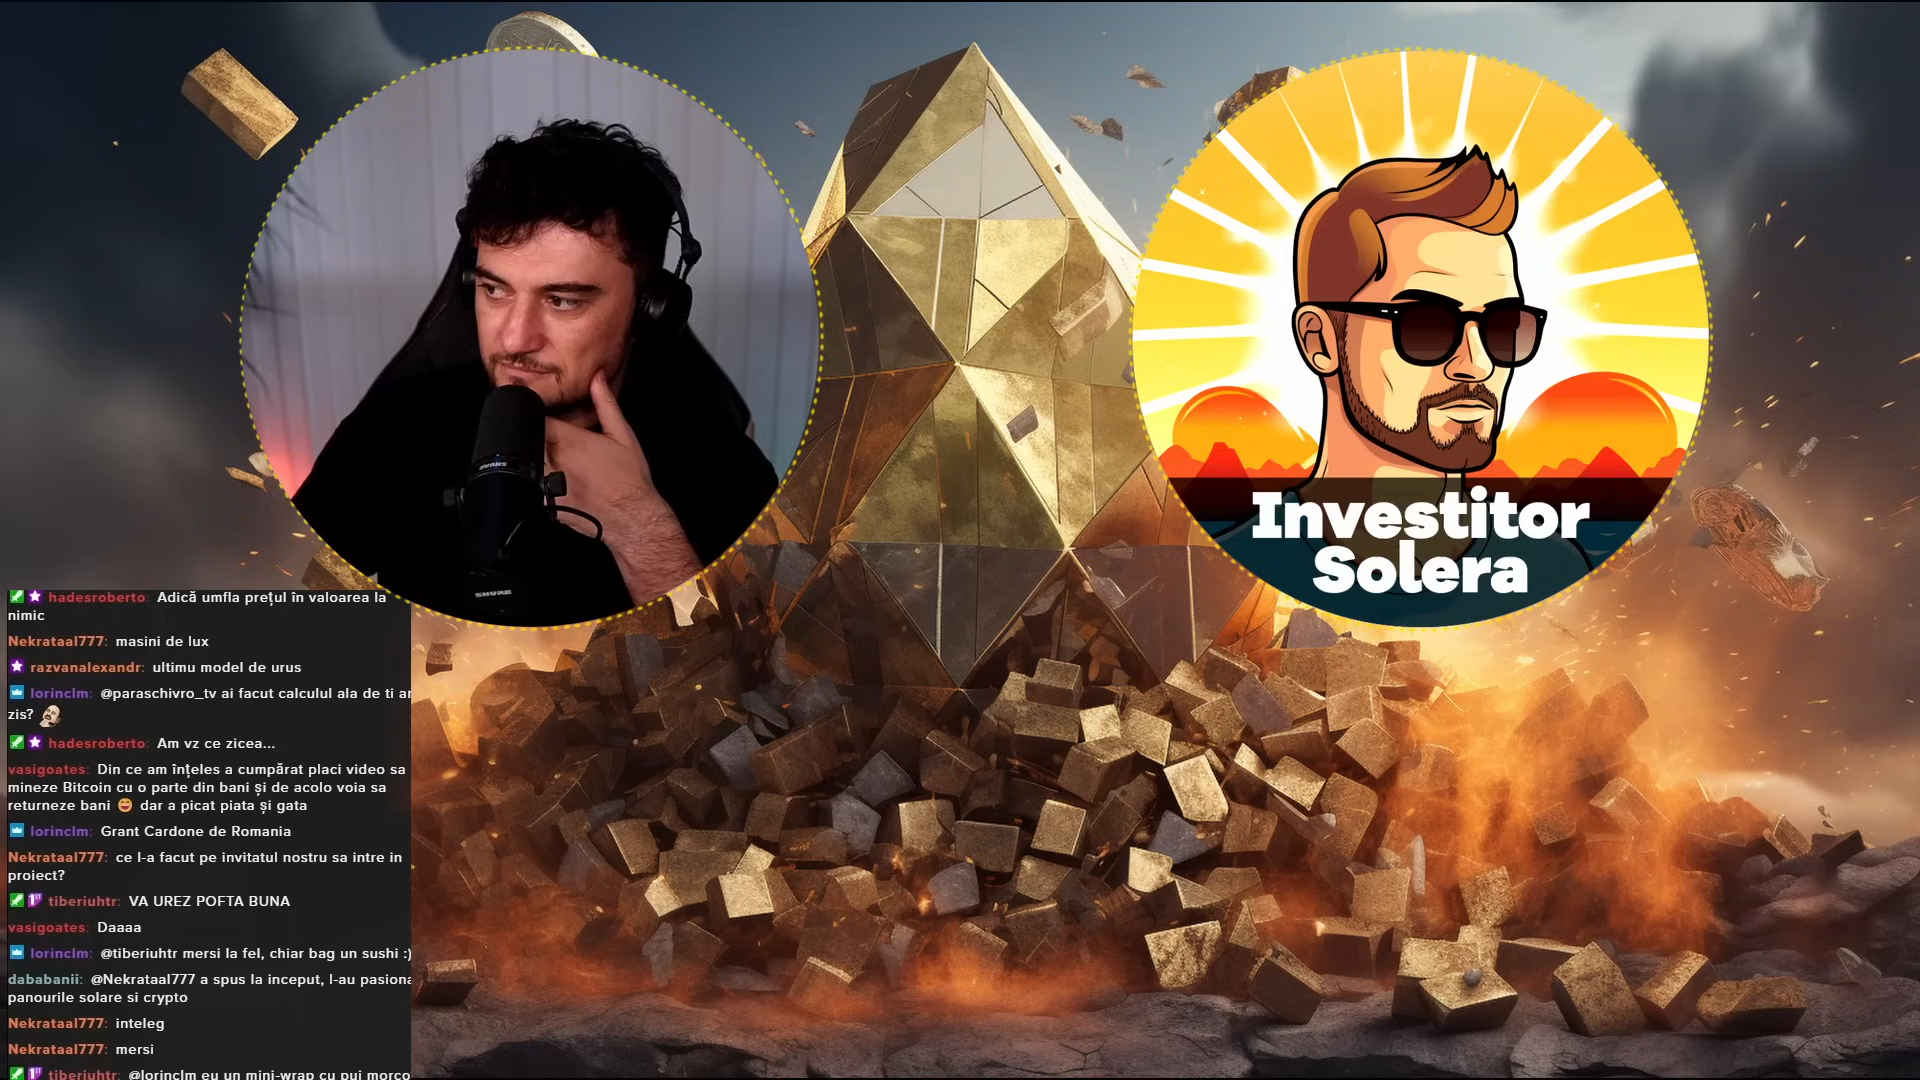 Investitor
Solera
hadesroberto: Adică umfla prețul în valoarea la
nimic
Nekrataal777: masini de lux
razvanalexandr: ultimu model de urus
lorinclm: @paraschivro_tv ai facut calculul ala de ti am
zis?
hadesroberto: Am vz ce zicea...
vasigoates: Din ce am înțeles a cumpărat placi video sa
mineze Bitcoin cu o parte din bani și de acolo voia sa
returneze bani dar a picat piata și gata
lorinclm: Grant Cardone de Romania
Nekrataal777: ce l-a facut pe invitatul nostru sa intre in
proiect?
tiberiuhtr: VA UREZ POFTA BUNA
vasigoates: Daaaa
lorinclm: @tiberiuhtr mersi la fel, chiar bag un sushi :)
dababanii: @Nekrataal777 a spus la inceput, l-au pasiona
panourile solare si crypto
Nekrataal777: inteleg
Nekrataal777: mersi
tiberiuhtr: @lorinclm eu un mini-wrap cu pui morco
SHURE